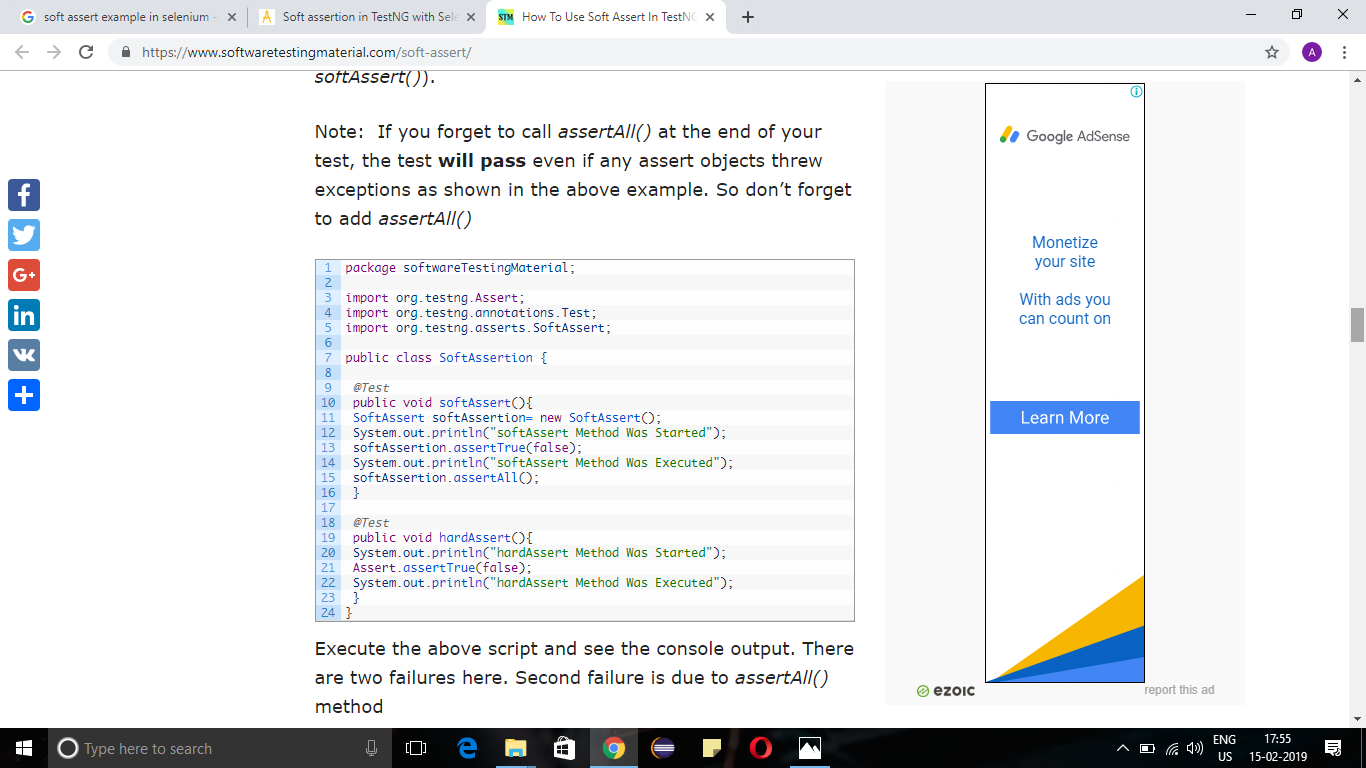 soft assert example in selenium -
Soft assertion in TestNG with Sele
STM
How To Use Soft Assert In TestNG
https://www.softwaretestingmaterial.com/soft-assert/
A
softAssert()).
Note:  If you forget to call assertAll() at the end of your
test, the test will pass even if any assert objects threw
exceptions as shown in the above example. So don’t forget
to add assertAll()
1 package softwareTestingMaterial;
2
3 import org.testng.Assert;
4 import org.testng.annotations.Test;
5 import org.testng.asserts.SoftAssert;
6
7 public class SoftAssertion {
8
9  @Test
10  public void softAssert(){
11  SoftAssert softAssertion= new SoftAssert();
12  System.out.println("softAssert Method Was Started");
13  softAssertion.assertTrue(false);
14  System.out.println("softAssert Method Was Executed");
15  softAssertion.assertAll();
16  }
17
18  @Test
19  public void hardAssert(){
20  System.out.println("hardAssert Method Was Started");
21  Assert.assertTrue(false);
22  System.out.println("hardAssert Method Was Executed");
23  }
24 }
Execute the above script and see the console output. There
are two failures here. Second failure is due to assertAll()
method
Google AdSense
Monetize
your site
With ads you
can count on
Learn More
ezoic
report this ad
Type here to search
ENG
US
17:55
15-02-2019